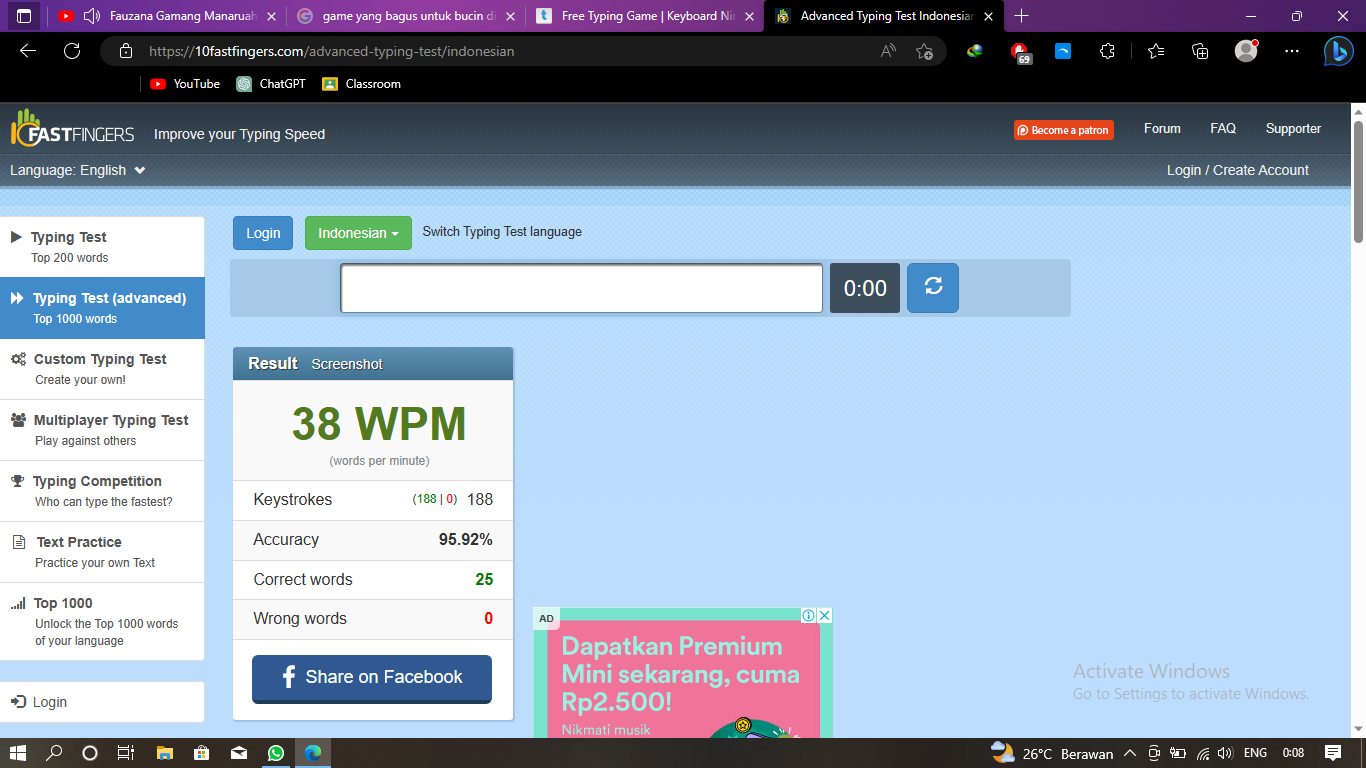 Fauzana Gamang Manaruah
game yang bagus untuk bucin di
Free Typing Game | Keyboard Nin
Advanced Typing Test Indonesian
https://10fastfingers.com/advanced-typing-test/indonesian
69
YouTube ChatGPT Classroom
FASTFINGERS Improve your Typing Speed
Become a patron Forum FAQ Supporter
Language: English Login / Create Account
Typing Test
Top 200 words
Typing Test (advanced)
Top 1000 words
Custom Typing Test
Create your own!
Multiplayer Typing Test
Play against others
Typing Competition
Who can type the fastest?
Text Practice
Practice your own Text
Top 1000
Unlock the Top 1000 words
of your language
Login
Login Indonesian Switch Typing Test language
0:00
Result Screenshot
38 WPM
(words per minute)
Keystrokes (188 | 0) 188
Accuracy 95.92%
Correct words 25
Wrong words 0
Share on Facebook
AD
Dapatkan Premium
Mini sekarang, cuma
Rp2.500!
Nikmati musik
Activate Windows
Go to Settings to activate Windows.
26°C Berawan ENG 0:08